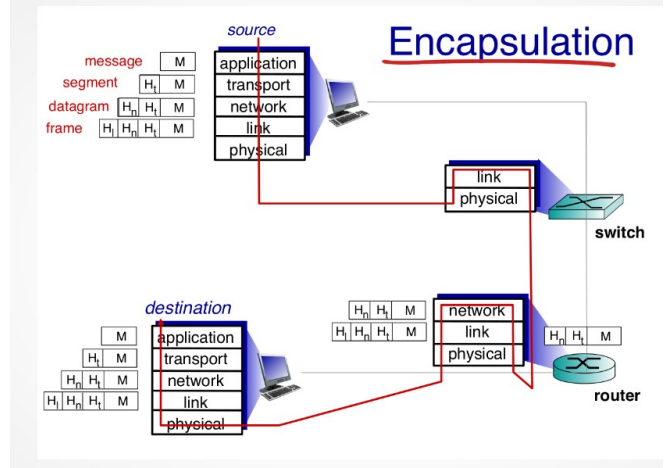 Encapsulation
source
message M
segment Ht M
datagram Hn Ht M
frame Hl Hn Ht M
application
transport
network
link
physical
link
physical
switch
destination
M
Ht M
Hn Ht M
Hl Hn Ht M
application
transport
network
link
physical
Hn Ht M
Hl Hn Ht M
network
link
physical
Hn Ht M
router